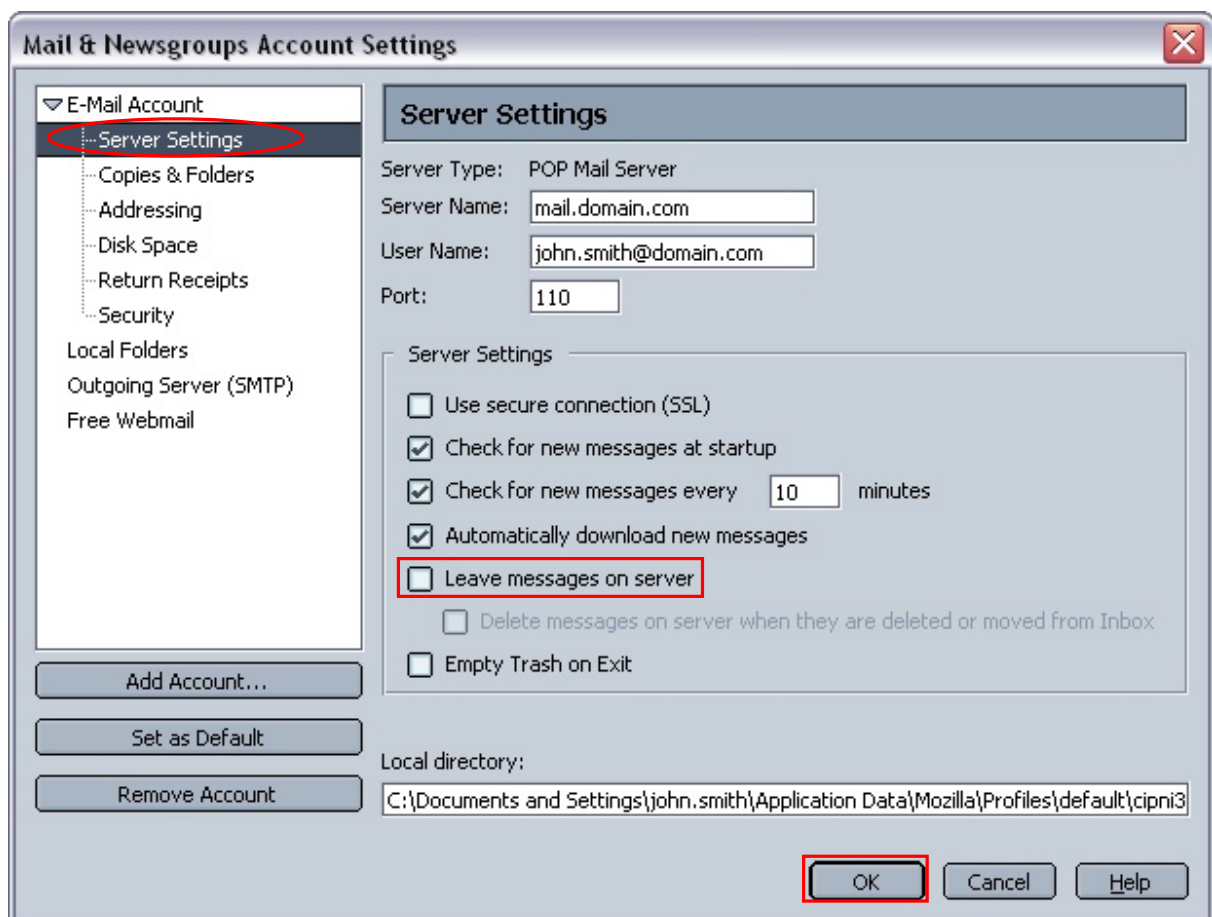 Mail & Newsgroups Account Settings
E-Mail Account
Server Settings
Copies & Folders
Addressing
Disk Space
Return Receipts
Security
Local Folders
Outgoing Server (SMTP)
Free Webmail
Add Account...
Set as Default
Remove Account
Server Settings
Server Type: POP Mail Server
Server Name: mail.domain.com
User Name: john.smith@domain.com
Port: 110
Server Settings
Use secure connection (SSL)
Check for new messages at startup
Check for new messages every 10 minutes
Automatically download new messages
Leave messages on server
Delete messages on server when they are deleted or moved from Inbox
Empty Trash on Exit
Local directory:
C:\Documents and Settings\john.smith\Application Data\Mozilla\Profiles\default\cipni3
OK Cancel Help